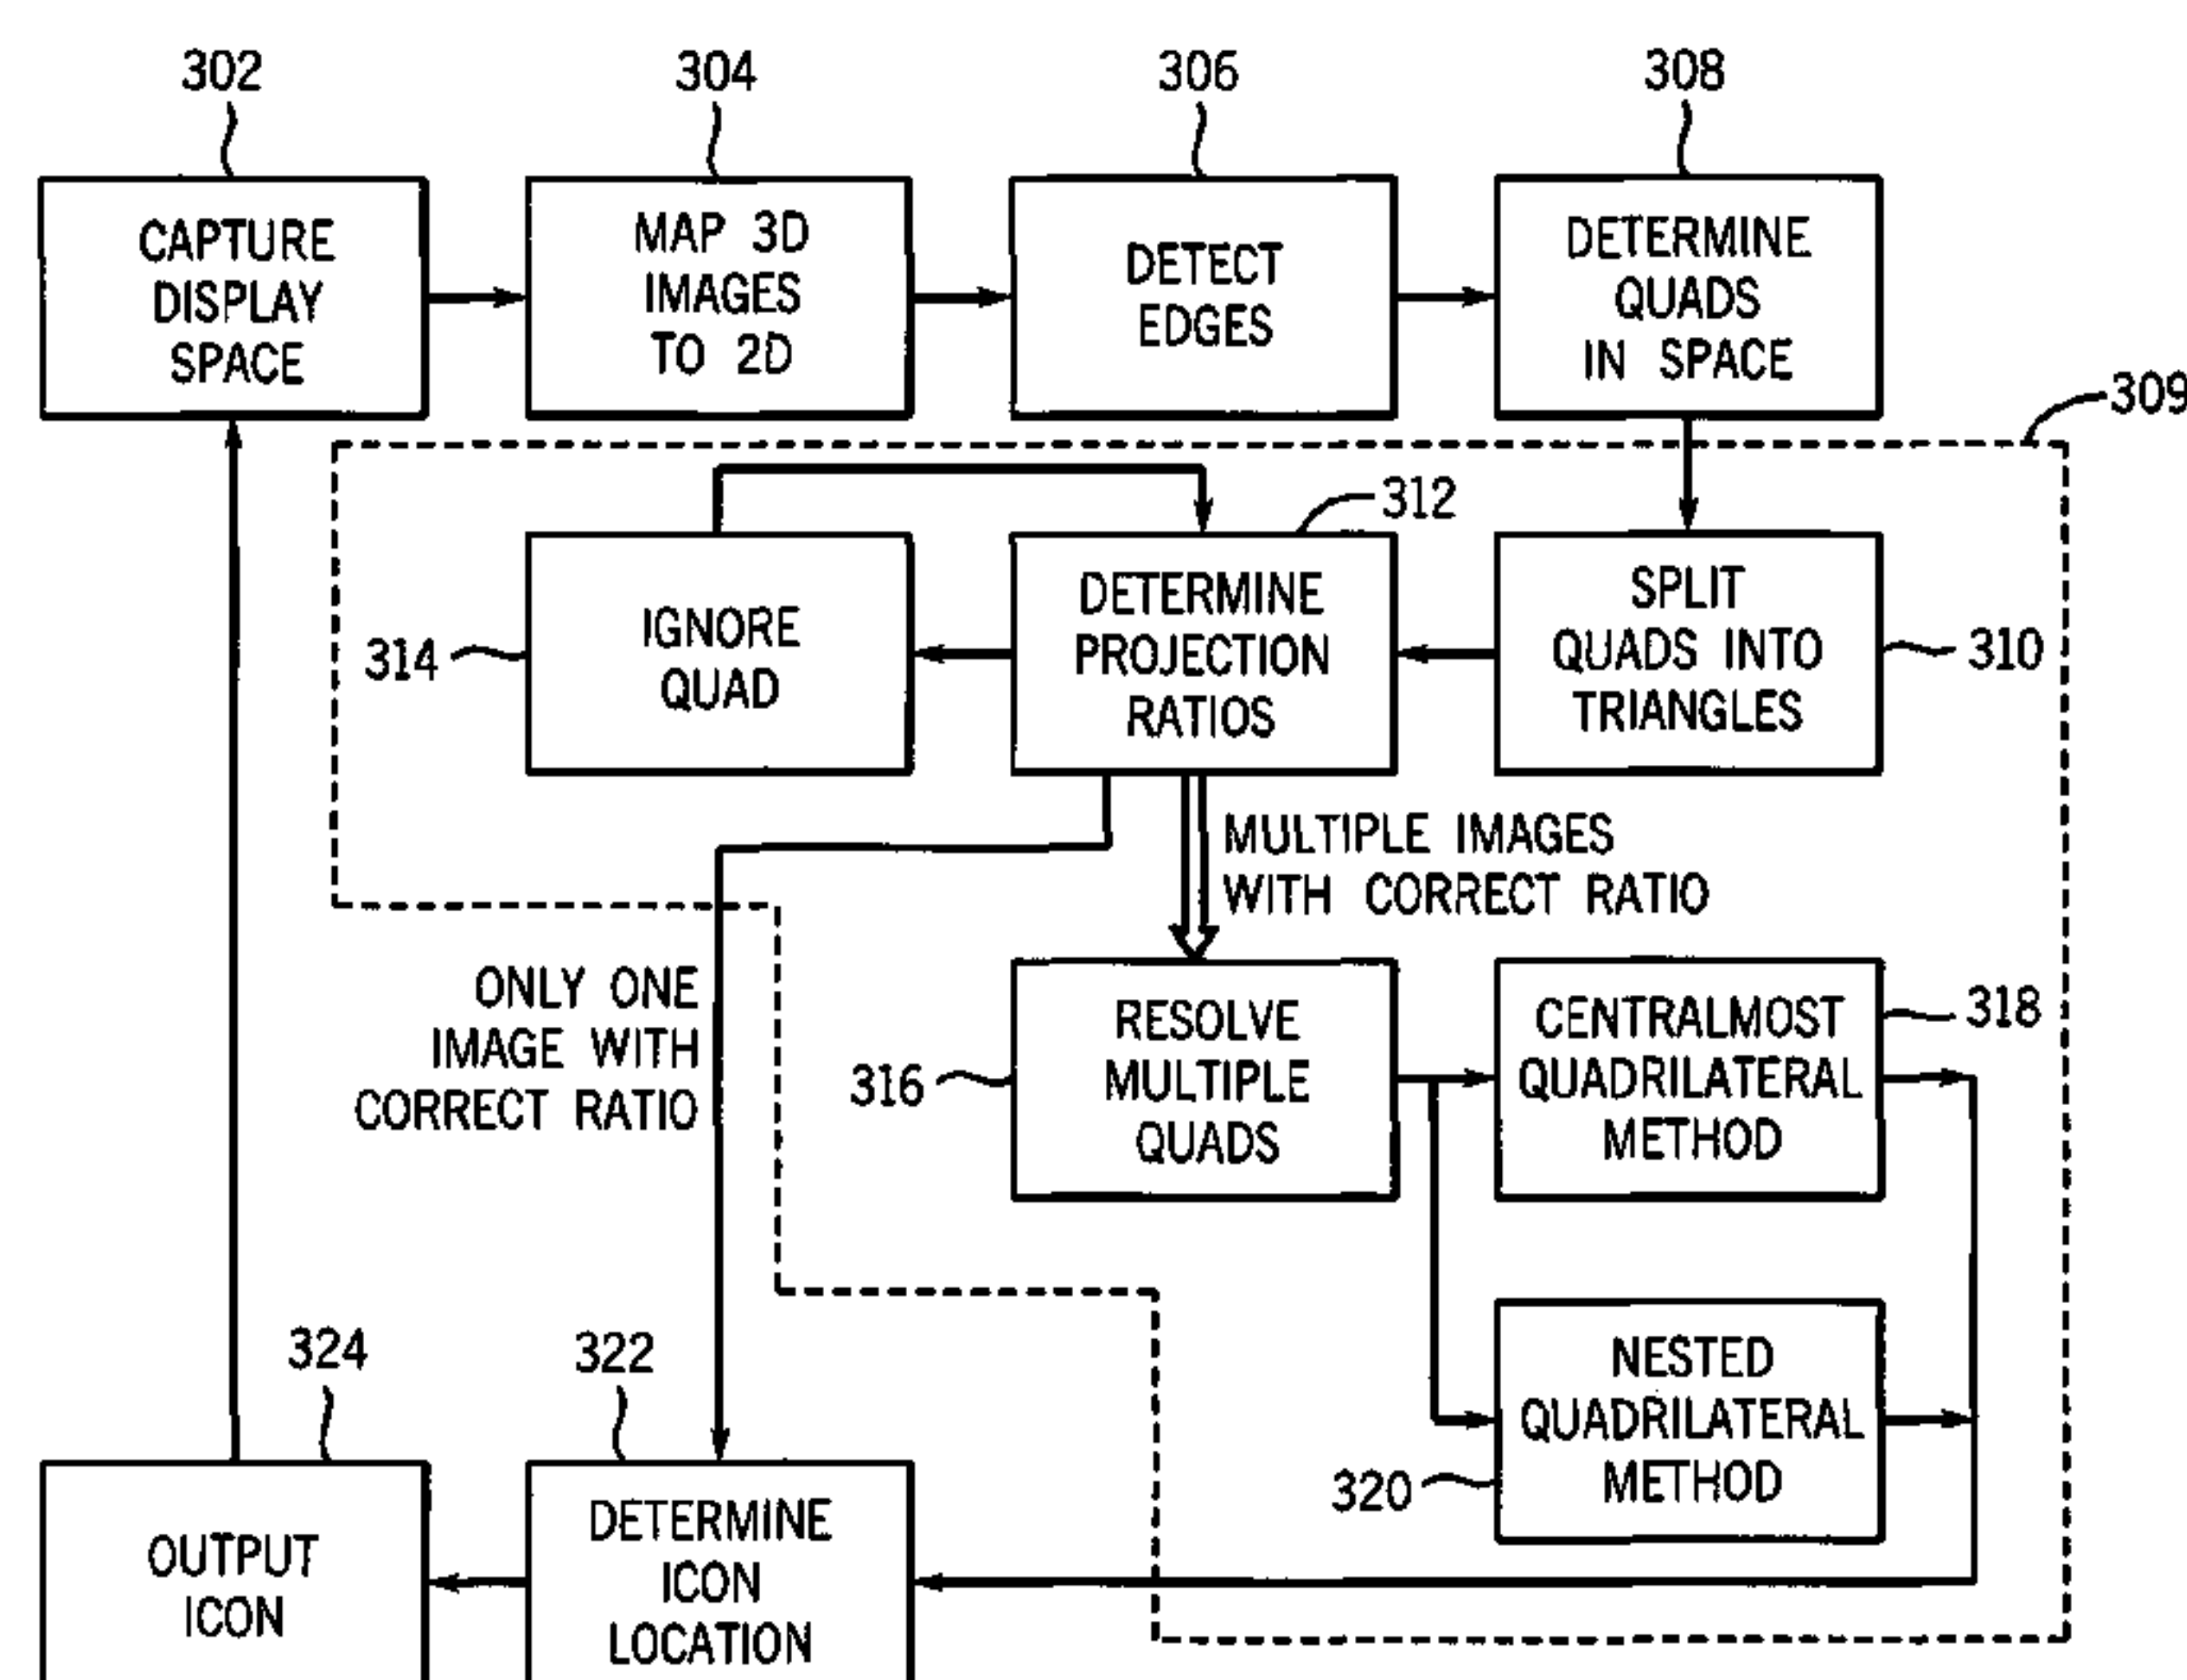 302
304
306
308
CAPTURE
DISPLAY
SPACE
MAP 3D
IMAGES
TO 2D
DETECT
EDGES
DETERMINE
QUADS
IN SPACE
309
312
314
IGNORE
QUAD
DETERMINE
PROJECTION
RATIOS
SPLIT
QUADS INTO
TRIANGLES
310
MULTIPLE IMAGES
WITH CORRECT RATIO
ONLY ONE
IMAGE WITH
CORRECT RATIO
316
RESOLVE
MULTIPLE
QUADS
CENTRALMOST
QUADRILATERAL
METHOD
318
NESTED
QUADRILATERAL
METHOD
320
324
322
OUTPUT
ICON
DETERMINE
ICON
LOCATION